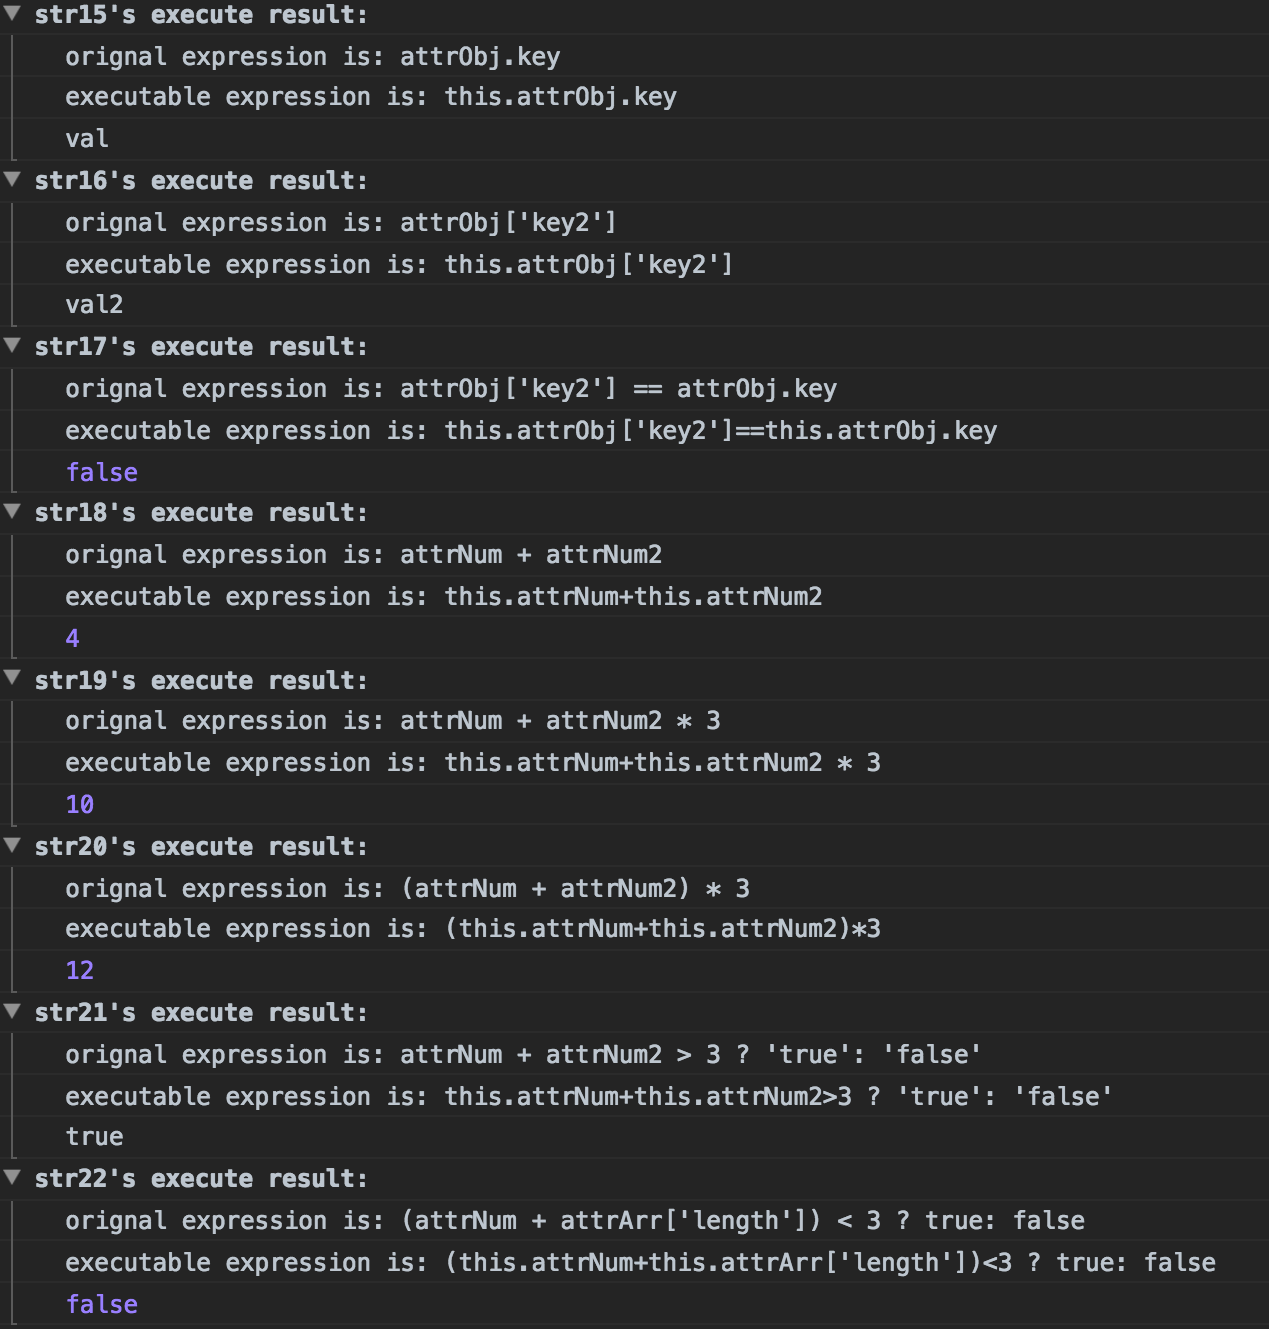 str15's execute result:
orignal expression is: attrObj.key
executable expression is: this.attrObj.key
val
str16's execute result:
orignal expression is: attrObj['key2']
executable expression is: this.attrObj['key2']
val2
str17's execute result:
orignal expression is: attrObj['key2'] == attrObj.key
executable expression is: this.attrObj['key2']==this.attrObj.key
false
str18's execute result:
orignal expression is: attrNum + attrNum2
executable expression is: this.attrNum+this.attrNum2
4
str19's execute result:
orignal expression is: attrNum + attrNum2 * 3
executable expression is: this.attrNum+this.attrNum2 * 3
10
str20's execute result:
orignal expression is: (attrNum + attrNum2) * 3
executable expression is: (this.attrNum+this.attrNum2)*3
12
str21's execute result:
orignal expression is: attrNum + attrNum2 > 3 ? 'true': 'false'
executable expression is: this.attrNum+this.attrNum2>3 ? 'true': 'false'
true
str22's execute result:
orignal expression is: (attrNum + attrArr['length']) < 3 ? true: false
executable expression is: (this.attrNum+this.attrArr['length'])<3 ? true: false
false